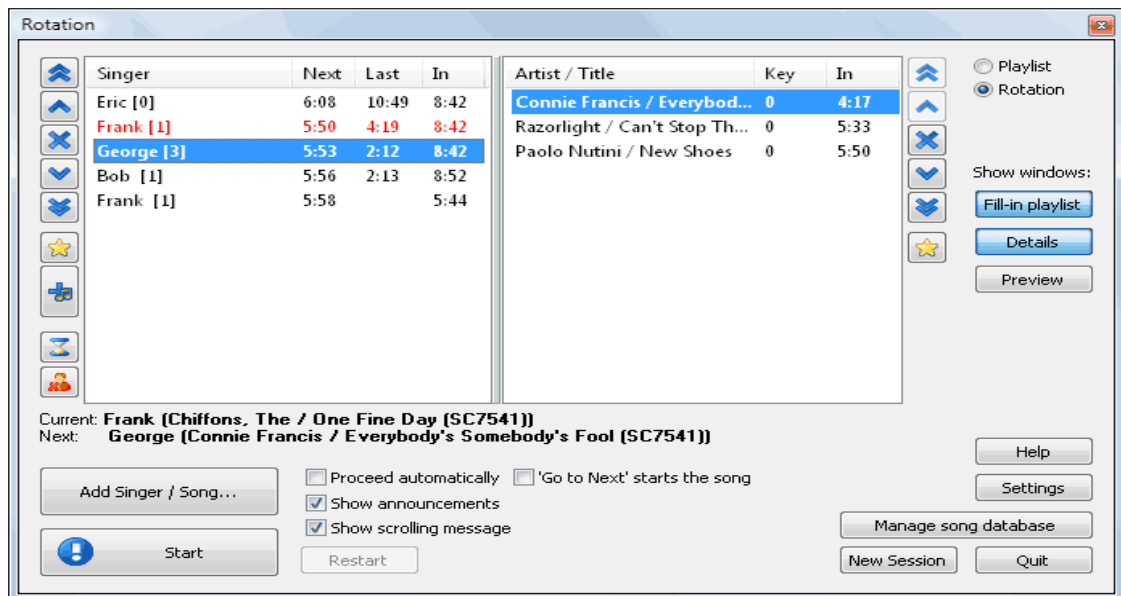 Rotation
Singer Next Last In
Eric [0] 6:08 10:49 8:42
Frank [1] 5:50 4:19 8:42
George [3] 5:53 2:12 8:42
Bob [1] 5:56 2:13 8:52
Frank [1] 5:58 5:44
Artist / Title Key In
Connie Francis / Everybod... 0 4:17
Razorlight / Can't Stop Th... 0 5:33
Paolo Nutini / New Shoes 0 5:50
Playlist
Rotation
Show windows:
Fill-in playlist
Details
Preview
Current: Frank (Chiffons, The / One Fine Day (SC7541))
Next: George (Connie Francis / Everybody's Somebody's Fool (SC7541))
Add Singer / Song...
Start
Proceed automatically
'Go to Next' starts the song
Show announcements
Show scrolling message
Restart
Help
Settings
Manage song database
New Session
Quit